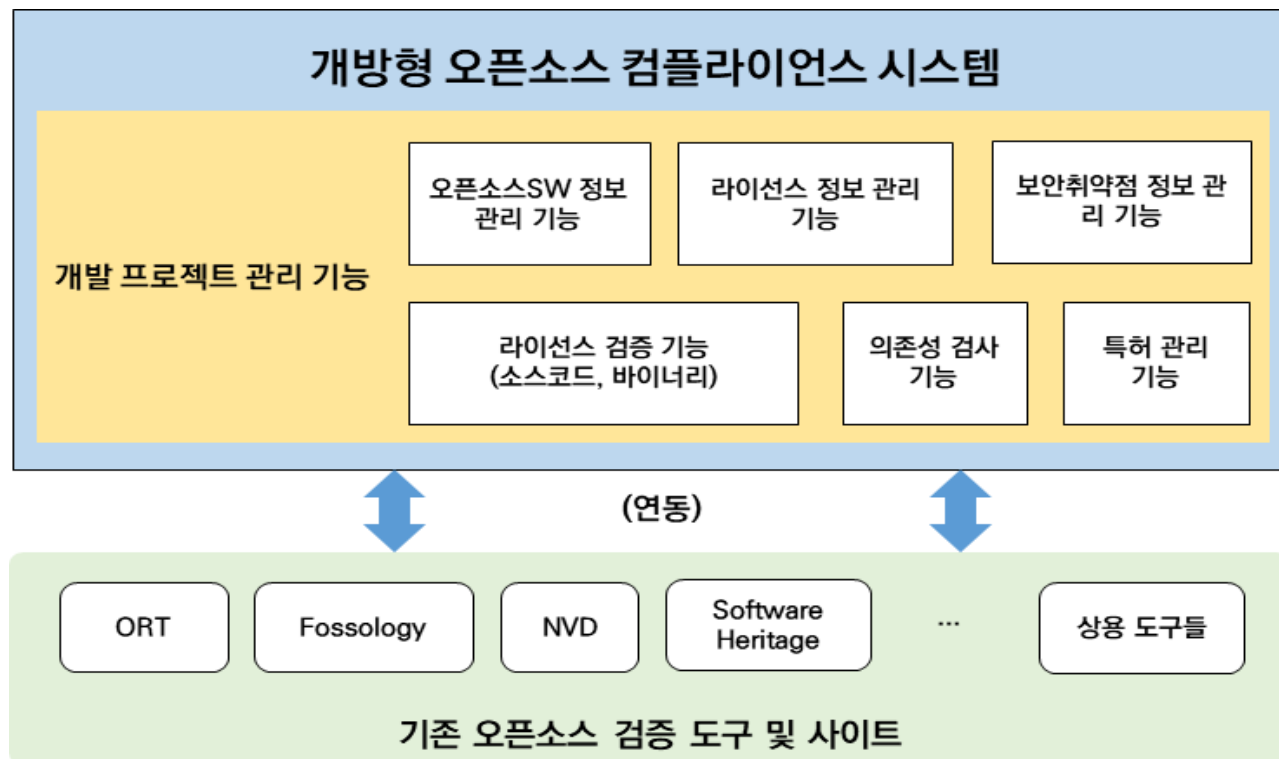 개방형 오픈소스 컴플라이언스 시스템
개발 프로젝트 관리 기능
오픈소스SW 정보
관리 기능
라이선스 정보 관리
기능
보안취약점 정보 관
리 기능
라이선스 검증 기능
(소스코드, 바이너리)
의존성 검사
기능
특허 관리
기능
(연동)
ORT
Fossology
NVD
Software
Heritage
...
상용 도구들
기존 오픈소스 검증 도구 및 사이트